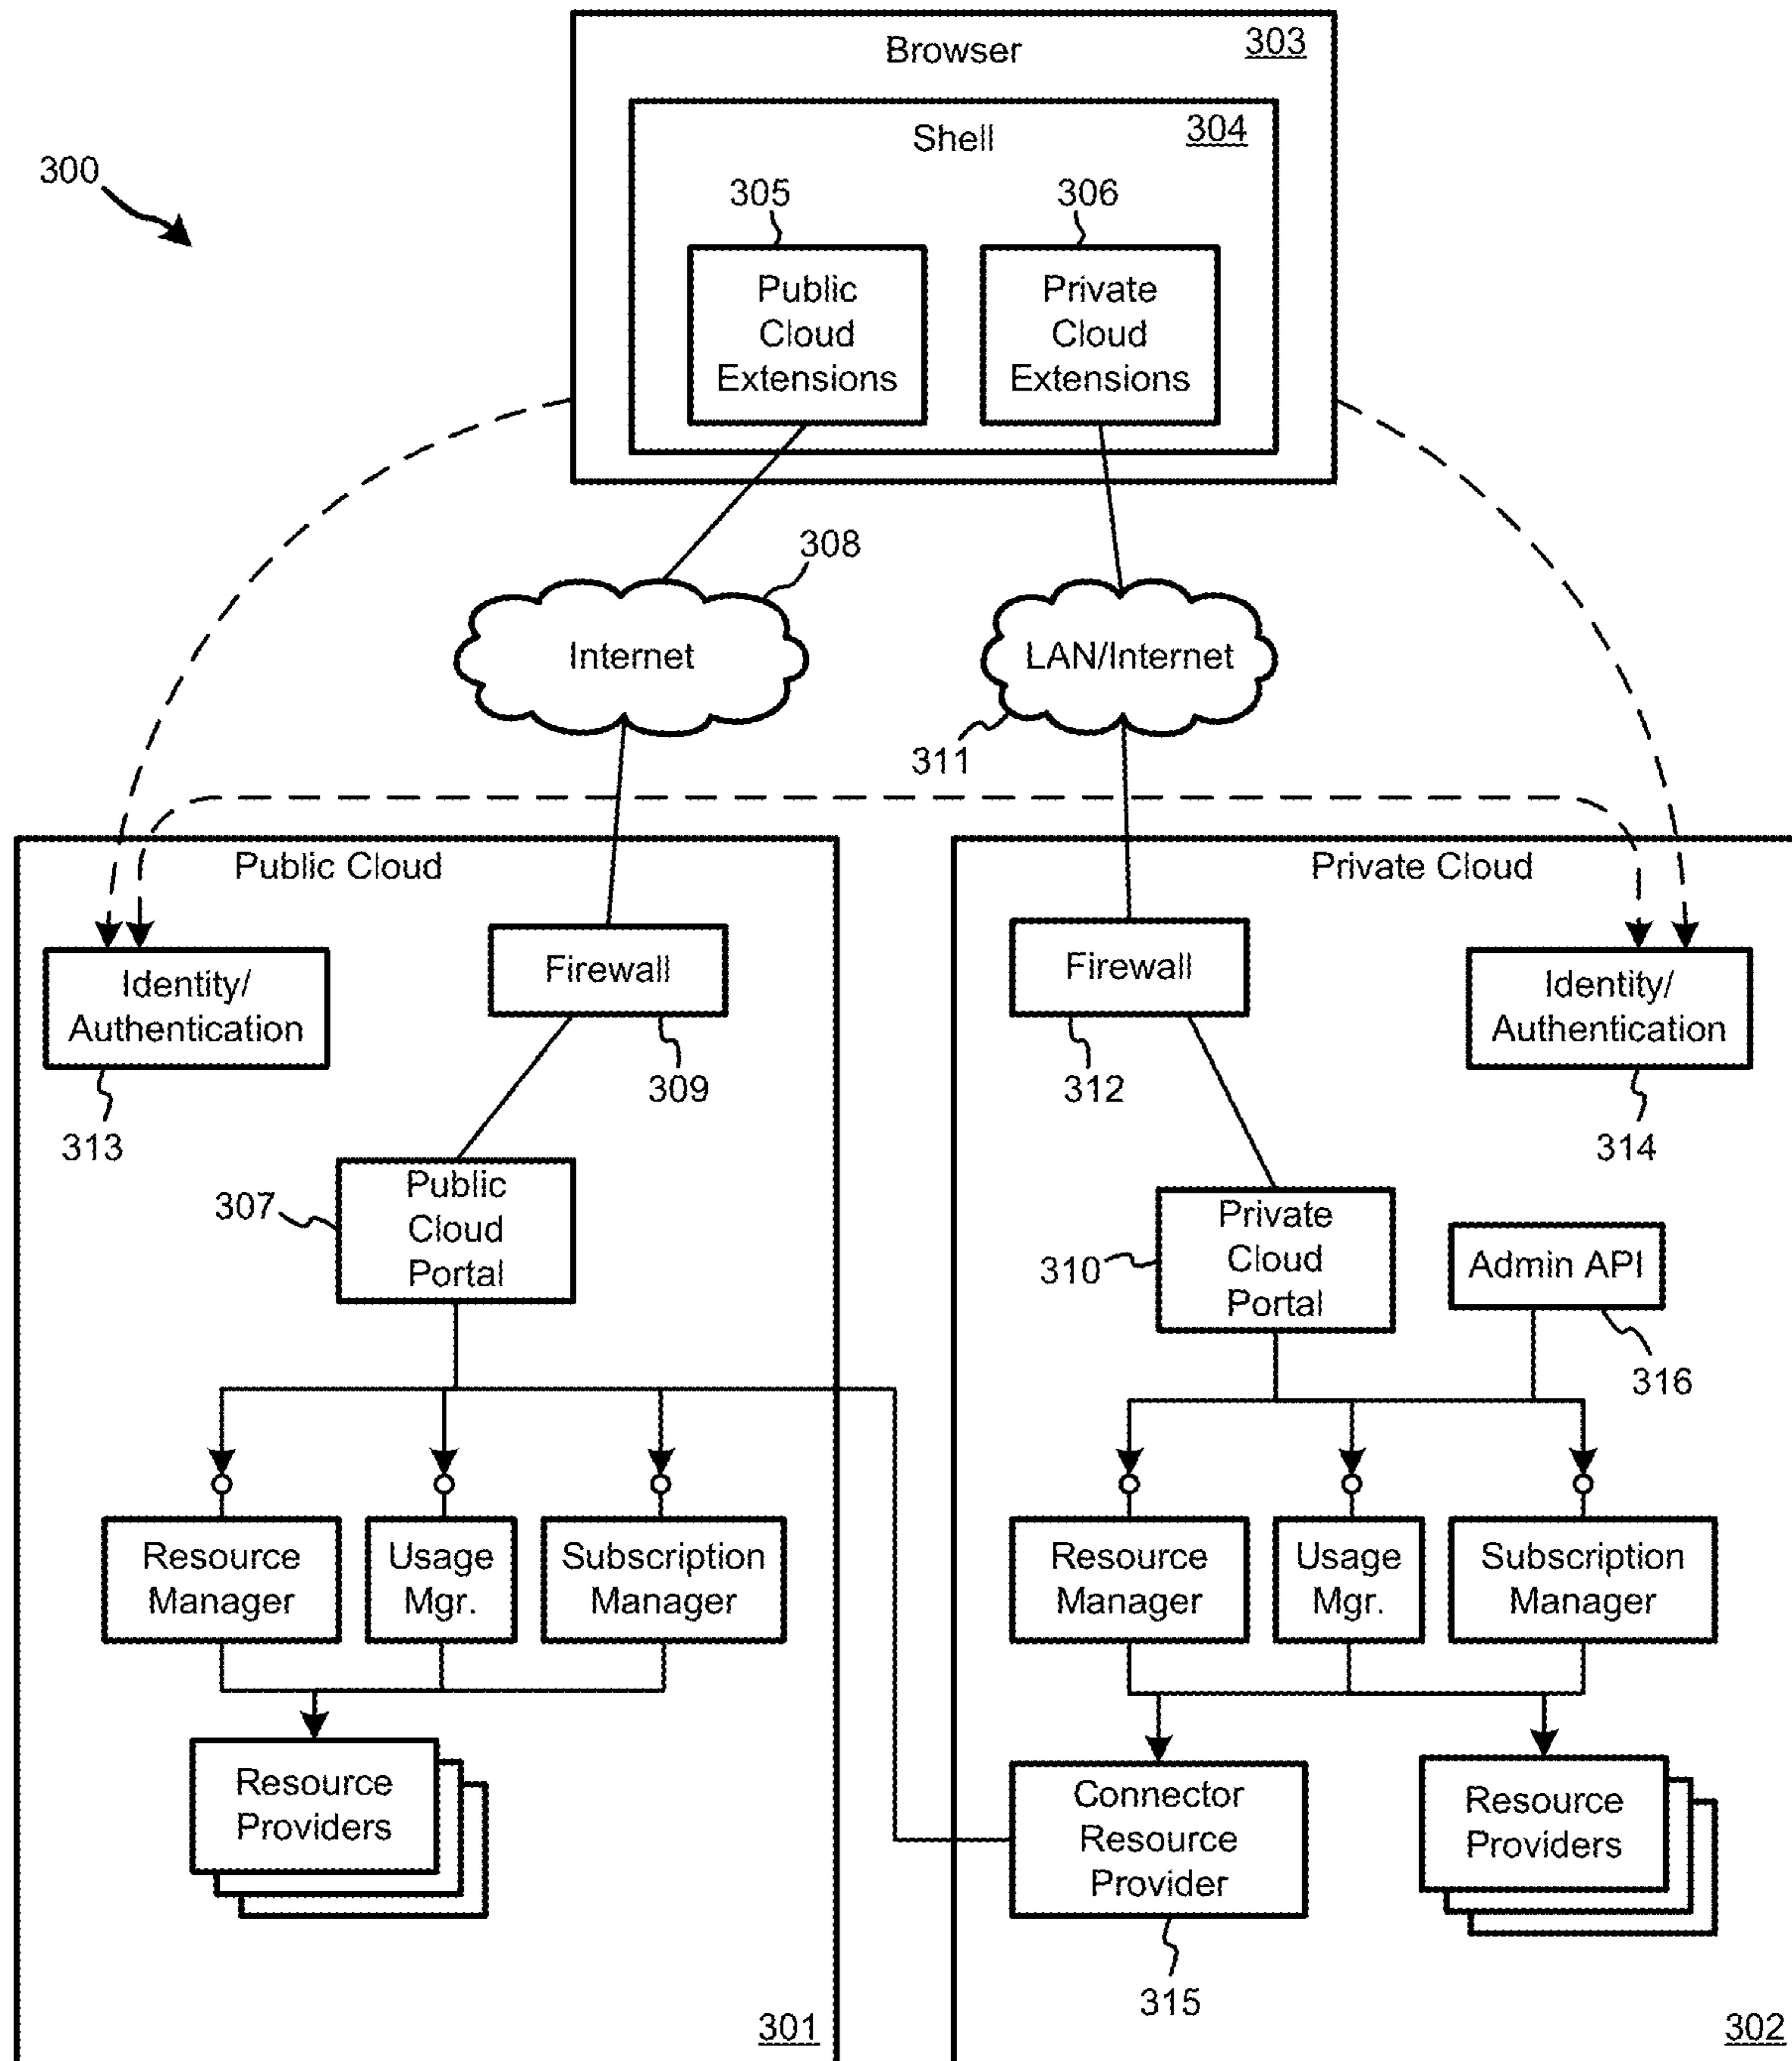 Browser
303
Shell
304
300
305
306
Public
Cloud
Extensions
Private
Cloud
Extensions
308
Internet
LAN/Internet
311
Public Cloud
Private Cloud
Identity/
Authentication
Firewall
Firewall
Identity/
Authentication
313
309
312
314
307
Public
Cloud
Portal
310
Private
Cloud
Portal
Admin API
316
Resource
Manager
Usage
Mgr.
Subscription
Manager
Resource
Manager
Usage
Mgr.
Subscription
Manager
Resource
Providers
Connector
Resource
Provider
Resource
Providers
315
301
302